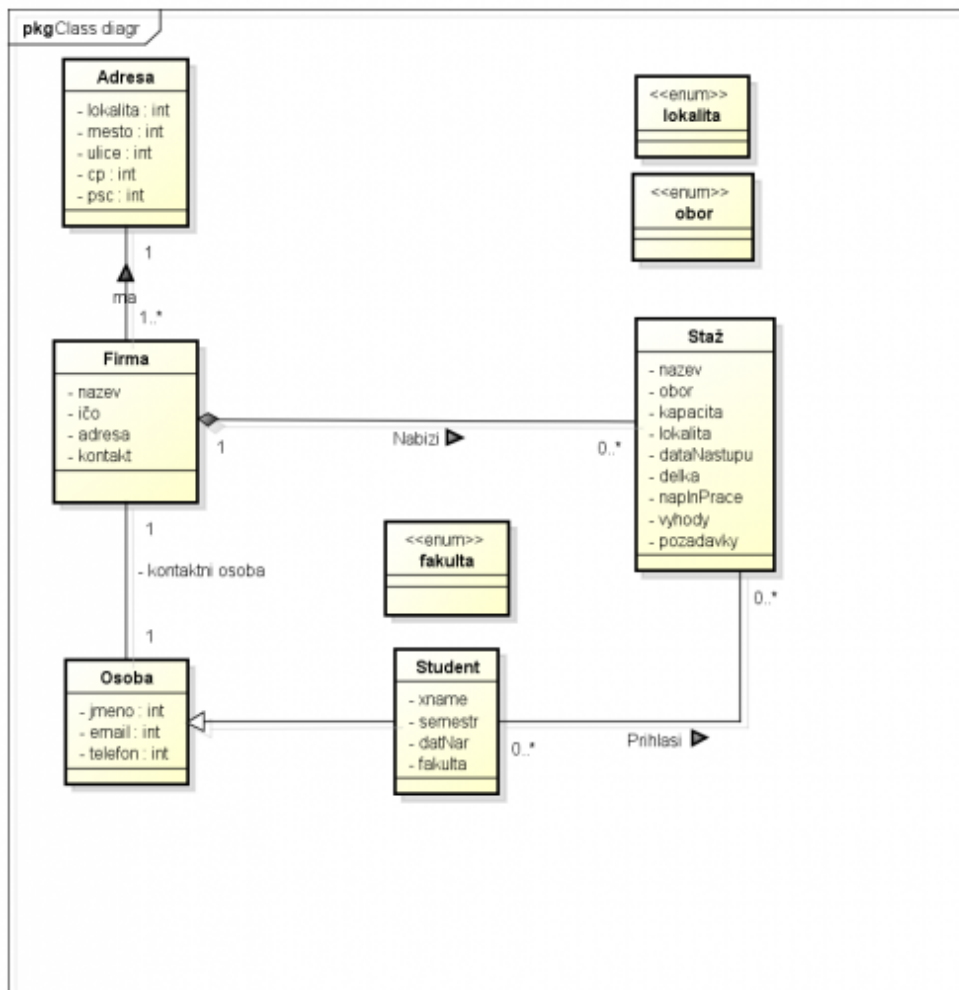 pkg Class diagr
Adresa
- lokalita : int
- mesto : int
- ulice : int
- cp : int
- psc : int
<<enum>>
lokalita
<<enum>>
obor
1
ma
1..*
Firma
- nazev
- ičo
- adresa
- kontakt
Staž
- nazev
- obor
- kapacita
- lokalita
- dataNastupu
- delka
- naplnPrace
- vyhody
- pozadavky
1
Nabizi
0..*
<<enum>>
fakulta
1
- kontaktni osoba
1
0..*
Osoba
- jmeno : int
- email : int
- telefon : int
Student
- xname
- semestr
- datNar
- fakulta
0..*
Prihlasi